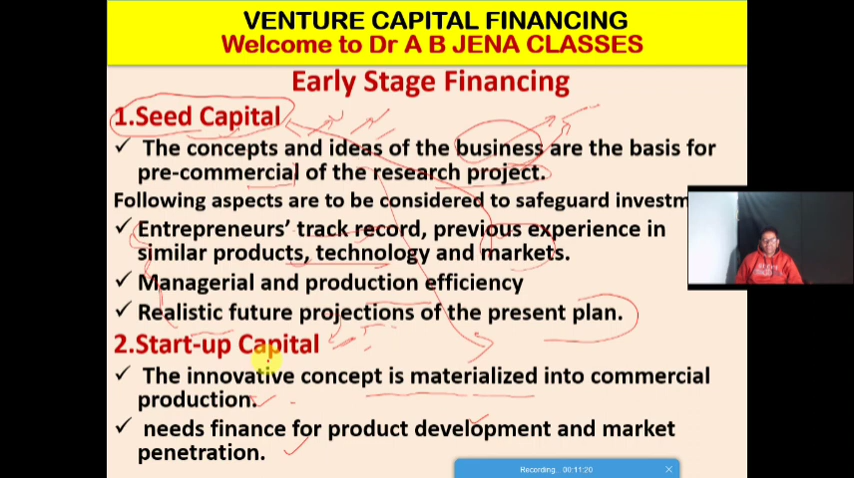 VENTURE CAPITAL FINANCING
Welcome to Dr A B JENA CLASSES
Early Stage Financing
1.Seed Capital
✓ The concepts and ideas of the business are the basis for
pre-commercial of the research project.
Following aspects are to be considered to safeguard investm
✓ Entrepreneurs’ track record, previous experience in
similar products, technology and markets.
✓ Managerial and production efficiency
✓ Realistic future projections of the present plan.
2.Start-up Capital
✓ The innovative concept is materialized into commercial
production.
✓ needs finance for product development and market
penetration.
Recording... 00:11:20